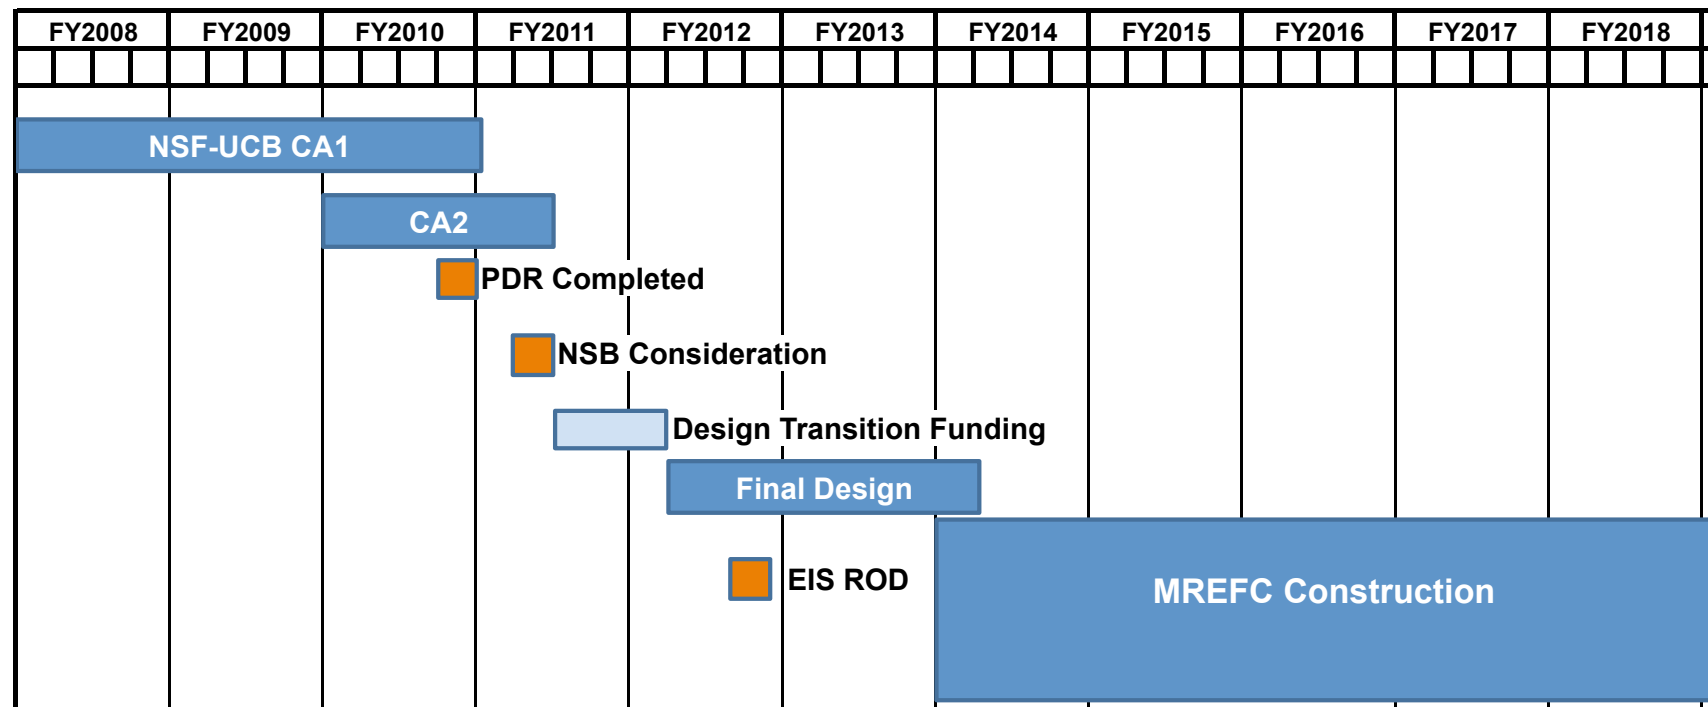 FY2008 FY2009 FY2010 FY2011 FY2012 FY2013 FY2014 FY2015 FY2016 FY2017 FY2018
NSF-UCB CA1
CA2
PDR Completed
NSB Consideration
Design Transition Funding
Final Design
EIS ROD
MREFC Construction